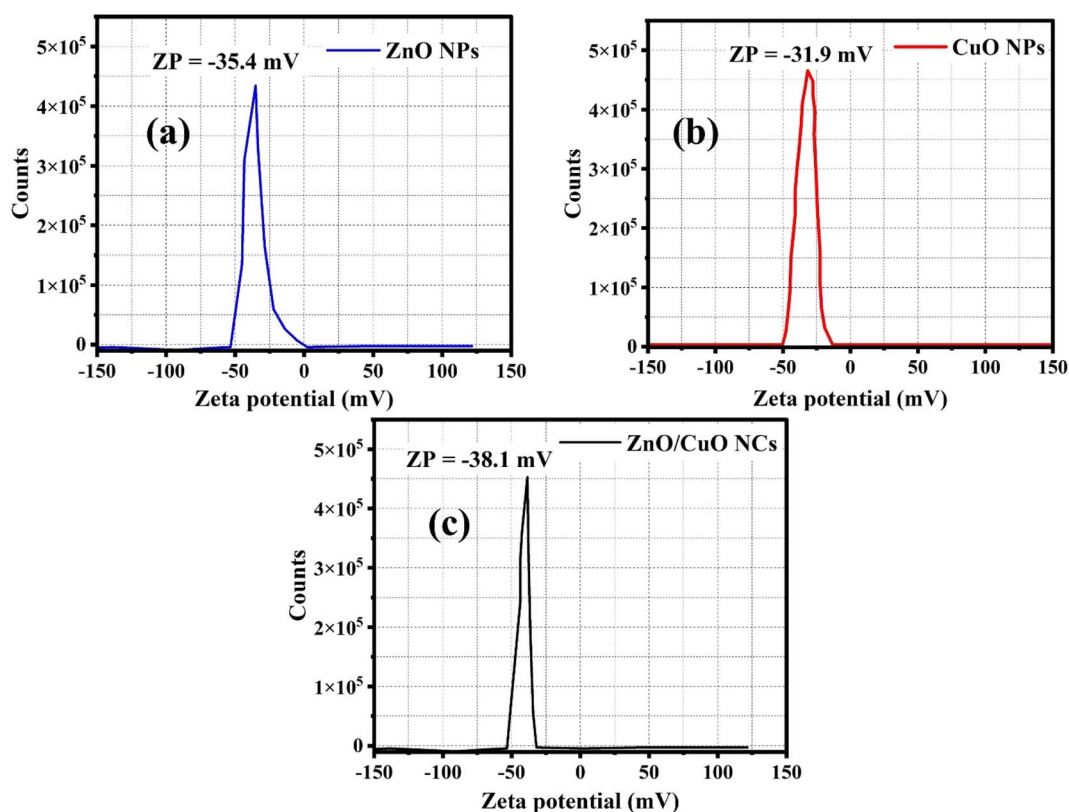 ZnO NPs
ZP = -35.4 mV
(a)
Counts
5×10⁵
4×10⁵
3×10⁵
2×10⁵
1×10⁵
0
-150 -100 -50 0 50 100 150
Zeta potential (mV)
CuO NPs
ZP = -31.9 mV
(b)
Counts
5×10⁵
4×10⁵
3×10⁵
2×10⁵
1×10⁵
0
-150 -100 -50 0 50 100 150
Zeta potential (mV)
ZnO/CuO NCs
ZP = -38.1 mV
(c)
Counts
5×10⁵
4×10⁵
3×10⁵
2×10⁵
1×10⁵
0
-150 -100 -50 0 50 100 150
Zeta potential (mV)